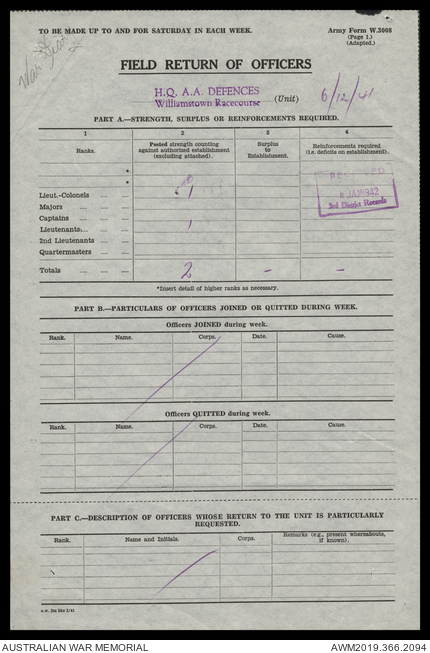 TO BE MADE UP TO AND FOR SATURDAY IN EACH WEEK.
Army Form W.3008
(Page 1.)
(Adapted.)
War Diary
FIELD RETURN OF OFFICERS
H.Q. A.A. DEFENCES
Williamstown Racecourse (Unit) 6/12/41
PART A.—STRENGTH, SURPLUS OR REINFORCEMENTS REQUIRED.
1 2 3 4
Ranks. Posted strength counting against authorized establishment (excluding attached). Surplus to Establishment. Reinforcements required (i.e. deficits on establishment).
*
*
RECEIVED
8 JAN 1942
3rd District Records
Lieut.-Colonels 1
Majors
Captains
Lieutenants 1
2nd Lieutenants
Quartermasters
Totals 2 – –
*Insert detail of higher ranks as necessary.
PART B.—PARTICULARS OF OFFICERS JOINED OR QUITTED DURING WEEK.
Officers JOINED during week.
Rank. Name. Corps. Date. Cause.
Officers QUITTED during week.
Rank. Name. Corps. Date. Cause.
PART C.—DESCRIPTION OF OFFICERS WHOSE RETURN TO THE UNIT IS PARTICULARLY
REQUESTED.
Rank. Name and Initials. Corps. Remarks (e.g., present whereabouts, if known).
AUSTRALIAN WAR MEMORIAL
AWM2019.366.2094